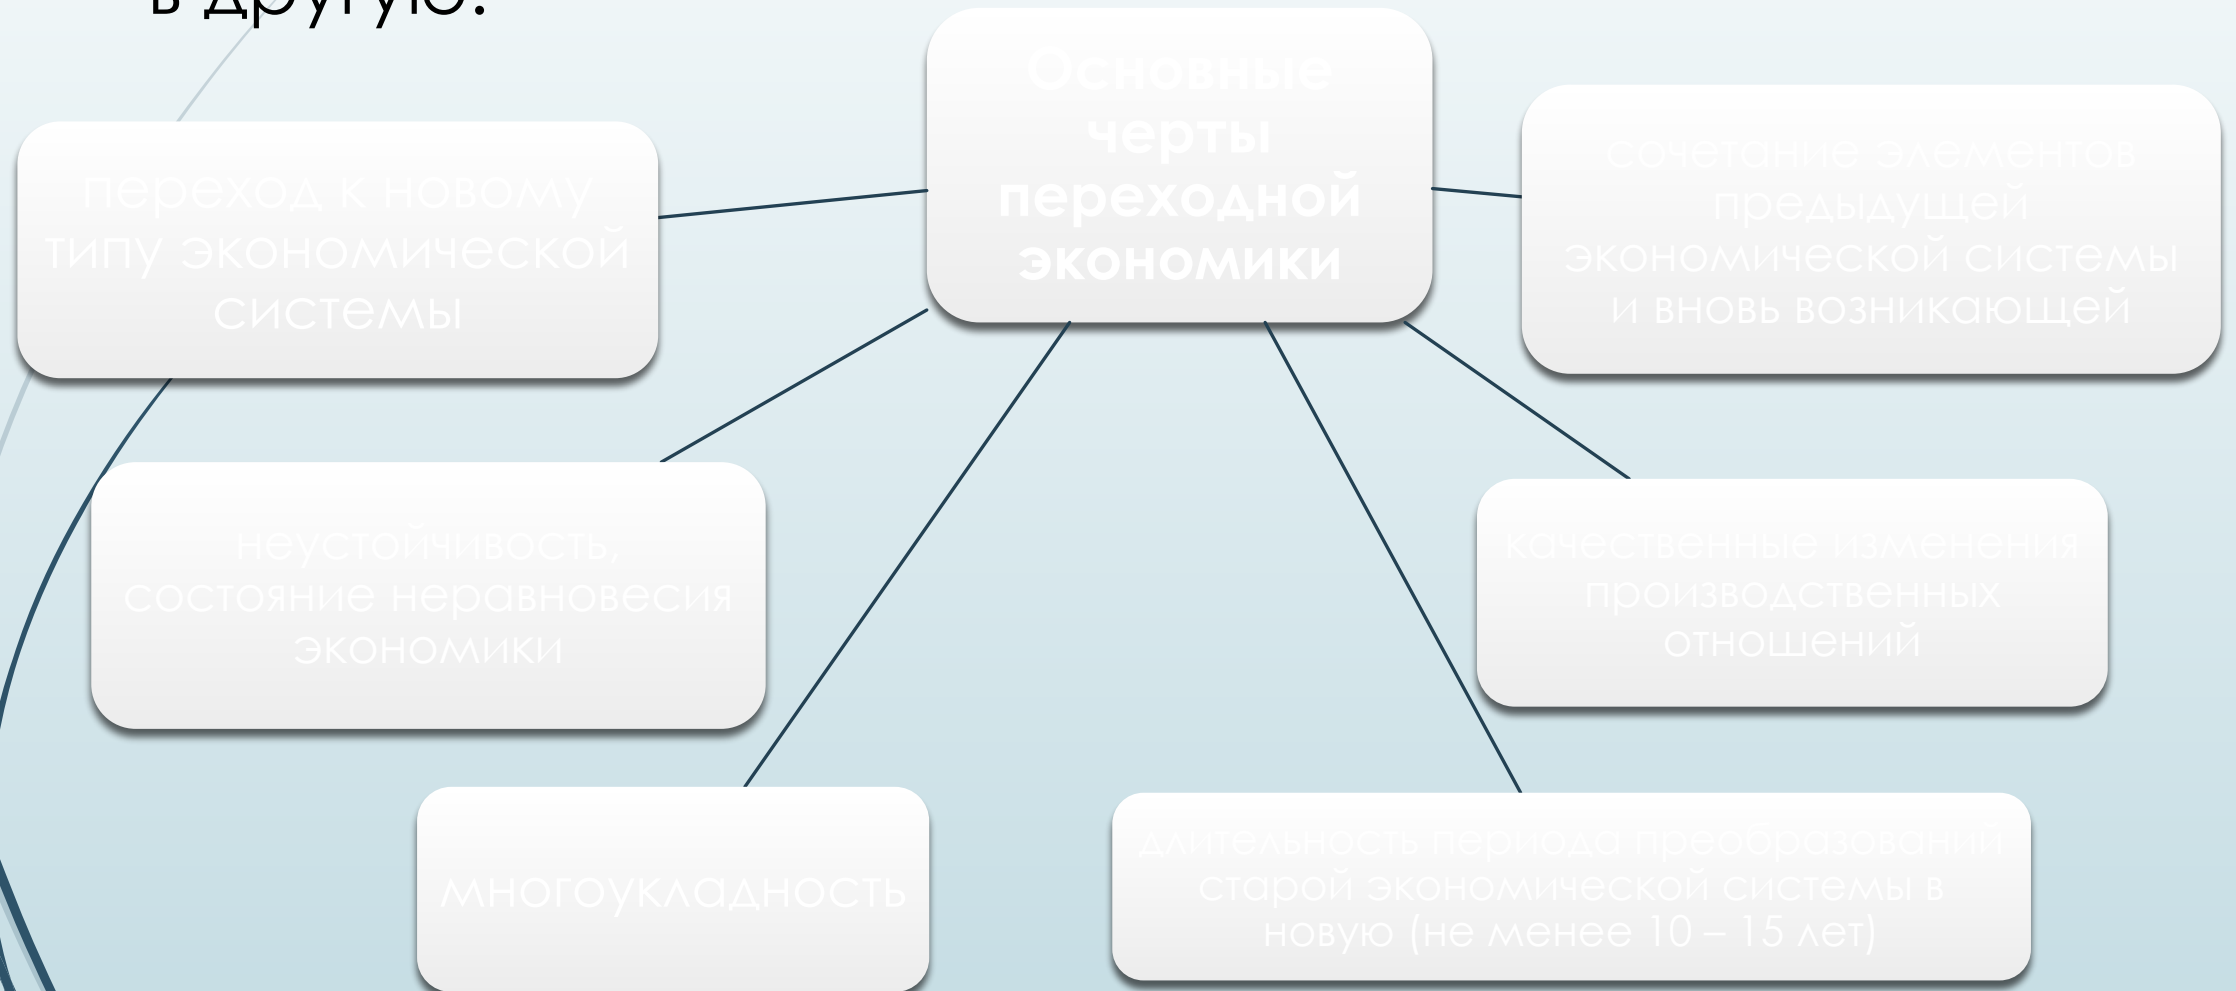 в другую.
Основные
черты
переходной
экономики
переход к новому
типу экономической
системы
сочетание элементов
предыдущей
экономической системы
и вновь возникающей
неустойчивость,
состояние неравновесия
экономики
качественные изменения
производственных
отношений
многоукладность
длительность периода преобразований
старой экономической системы в
новую (не менее 10 – 15 лет)